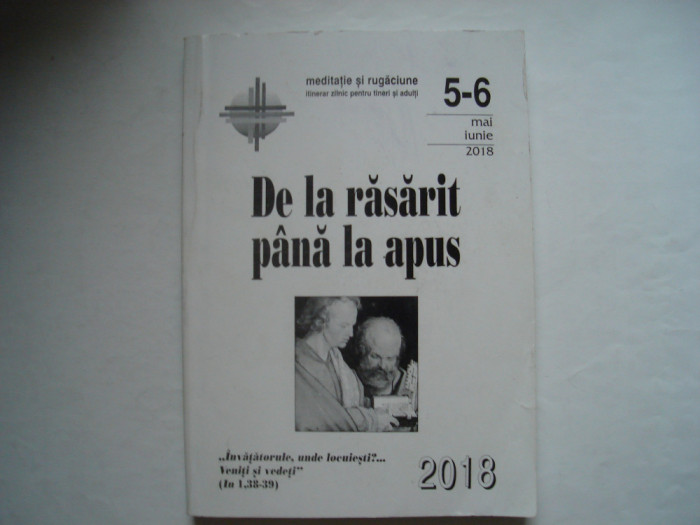 meditație și rugăciune
itinerar zilnic pentru tineri și adulți
5-6
mai
iunie
2018
De la răsărit
până la apus
„Învățătorule, unde locuiești?...
Veniți și vedeți”
(In 1,38-39)
2018